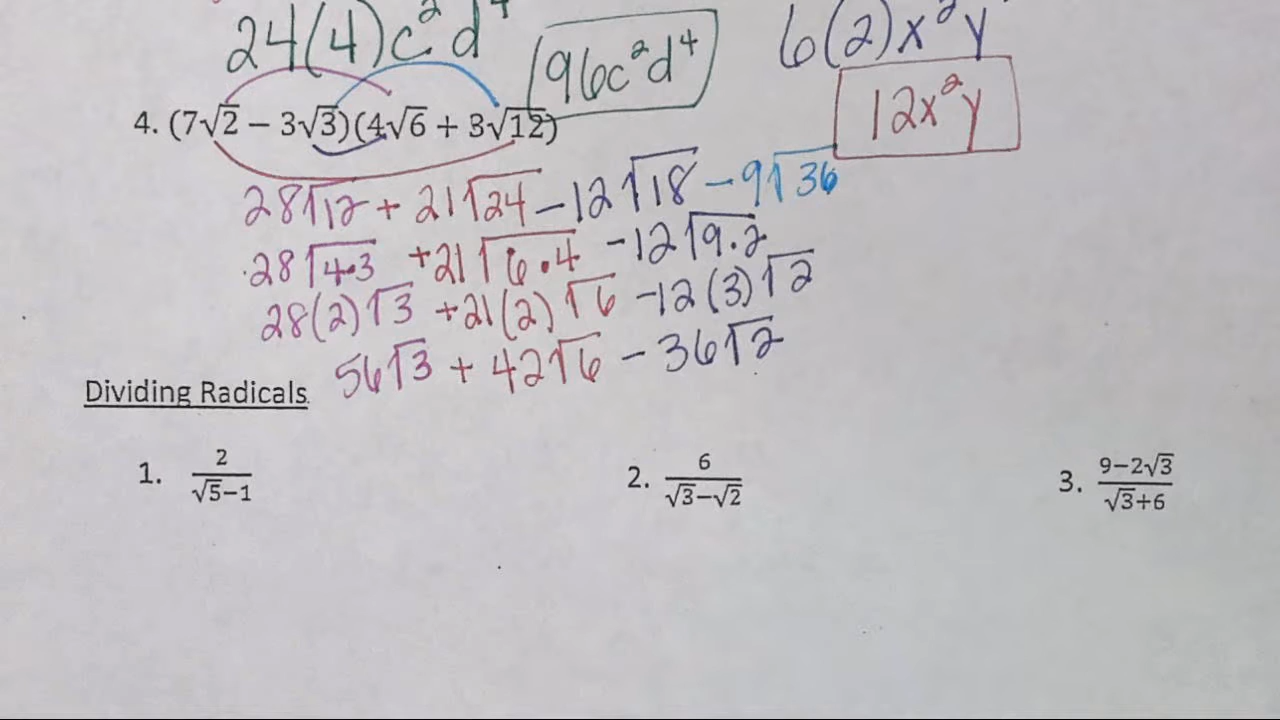 24(4)c²d⁴
96c²d⁴
6(2)x²y
12x²y
4. (7√2 − 3√3)(4√6 + 3√12)
28√12 + 21√24 − 12√18 − 9√36
28√4·3 + 21√6·4 − 12√9·2
28(2)√3 + 21(2)√6 − 12(3)√2
56√3 + 42√6 − 36√2
Dividing Radicals
1. 2/(√5−1)
2. 6/(√3−√2)
3. (9−2√3)/(√3+6)